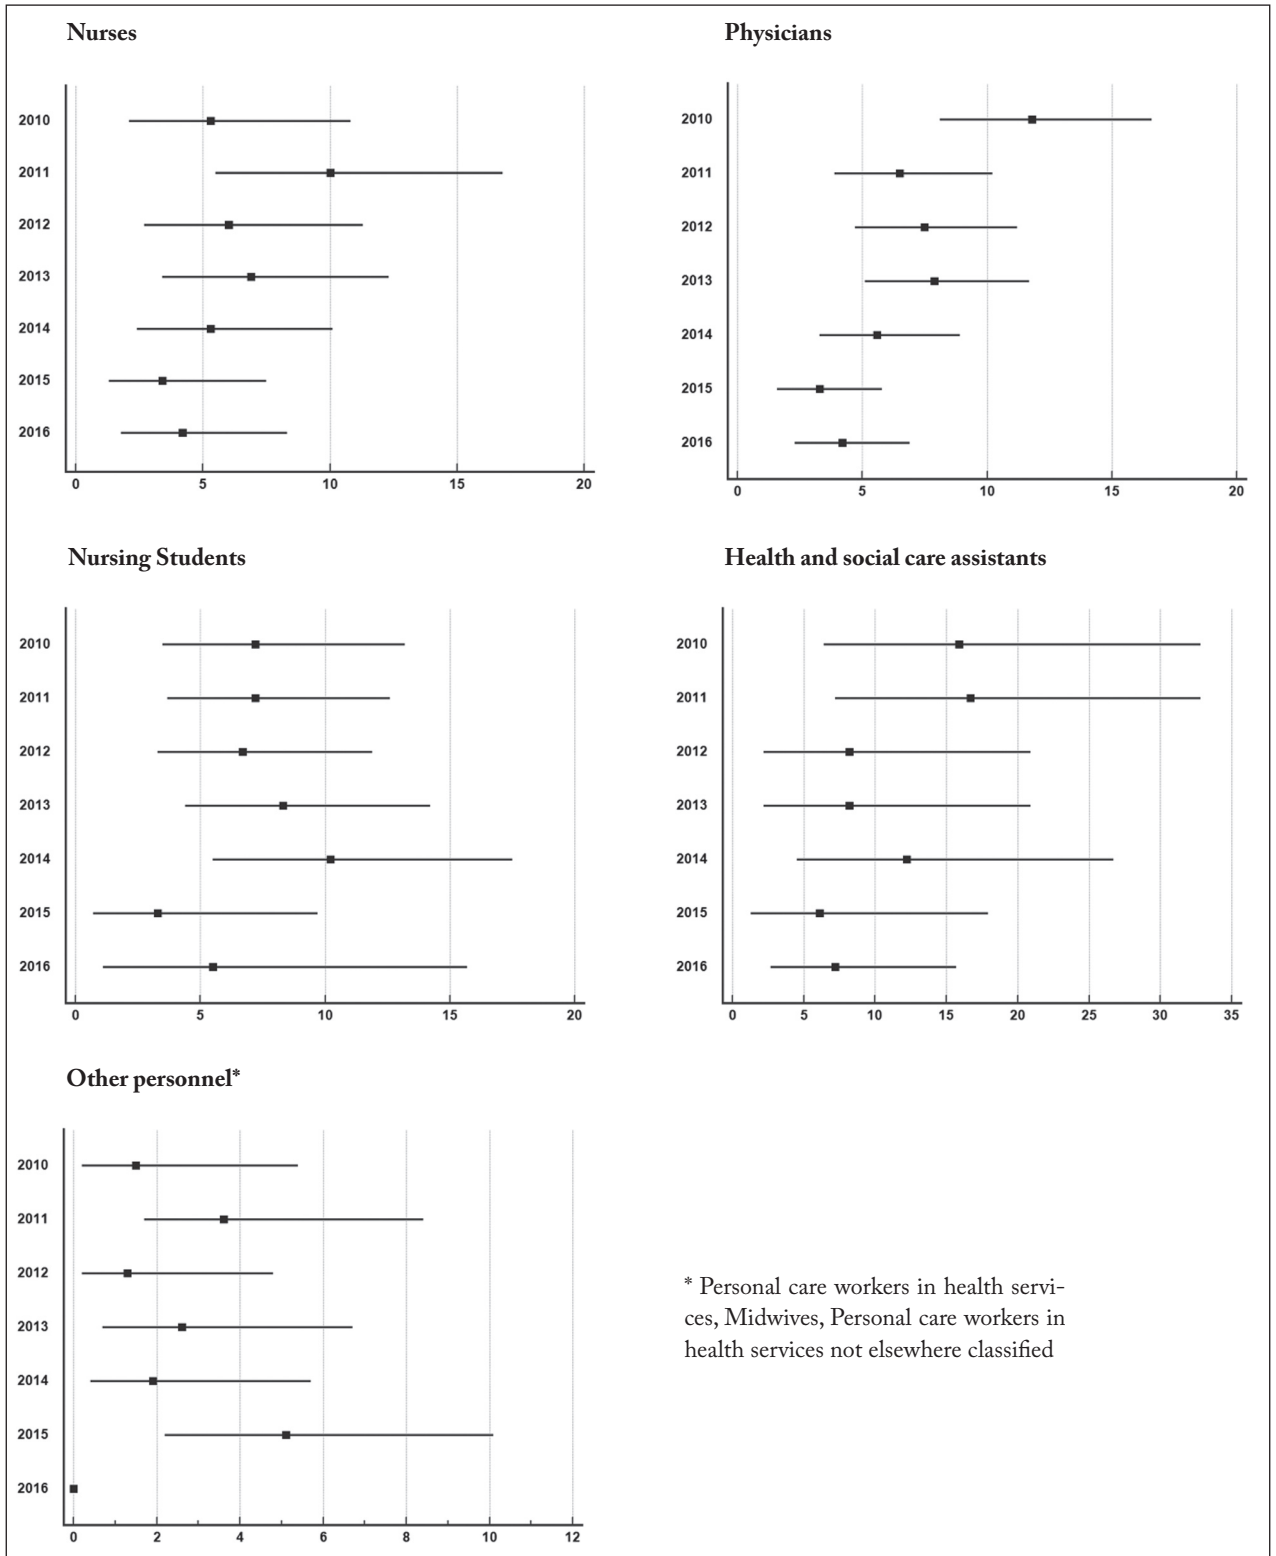 Nurses
2010
2011
2012
2013
2014
2015
2016
0 5 10 15 20
Physicians
2010
2011
2012
2013
2014
2015
2016
0 5 10 15 20
Nursing Students
2010
2011
2012
2013
2014
2015
2016
0 5 10 15 20
Health and social care assistants
2010
2011
2012
2013
2014
2015
2016
0 5 10 15 20 25 30 35
Other personnel*
2010
2011
2012
2013
2014
2015
2016
0 2 4 6 8 10 12
* Personal care workers in health servi-
ces, Midwives, Personal care workers in
health services not elsewhere classified